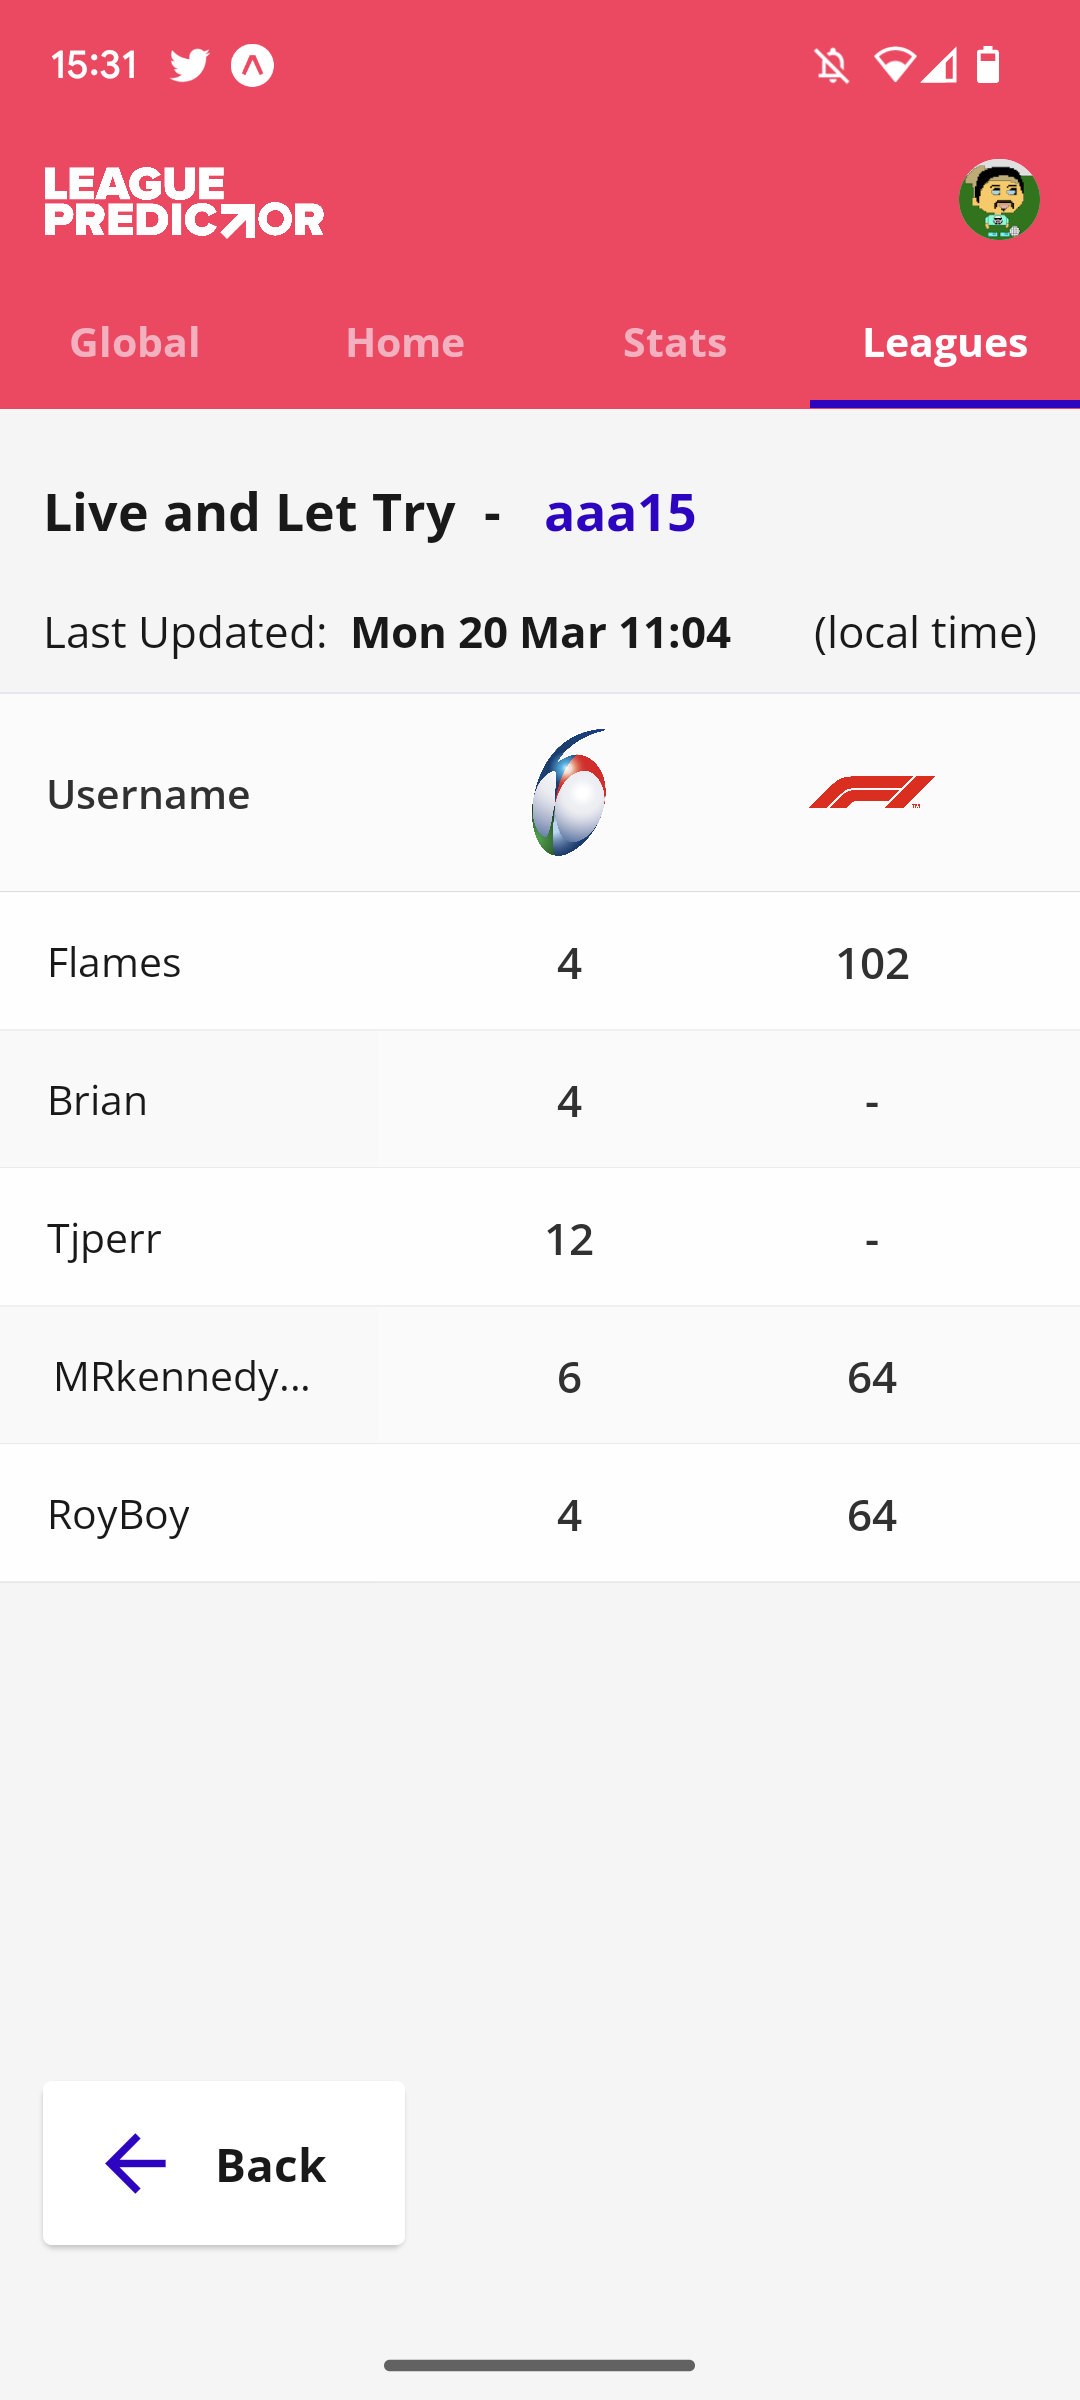 15:31
LEAGUE
PREDICTOR
Global Home Stats Leagues
Live and Let Try - aaa15
Last Updated: Mon 20 Mar 11:04 (local time)
Username
Flames 4 102
Brian 4 -
Tjperr 12 -
MRkennedy... 6 64
RoyBoy 4 64
Back